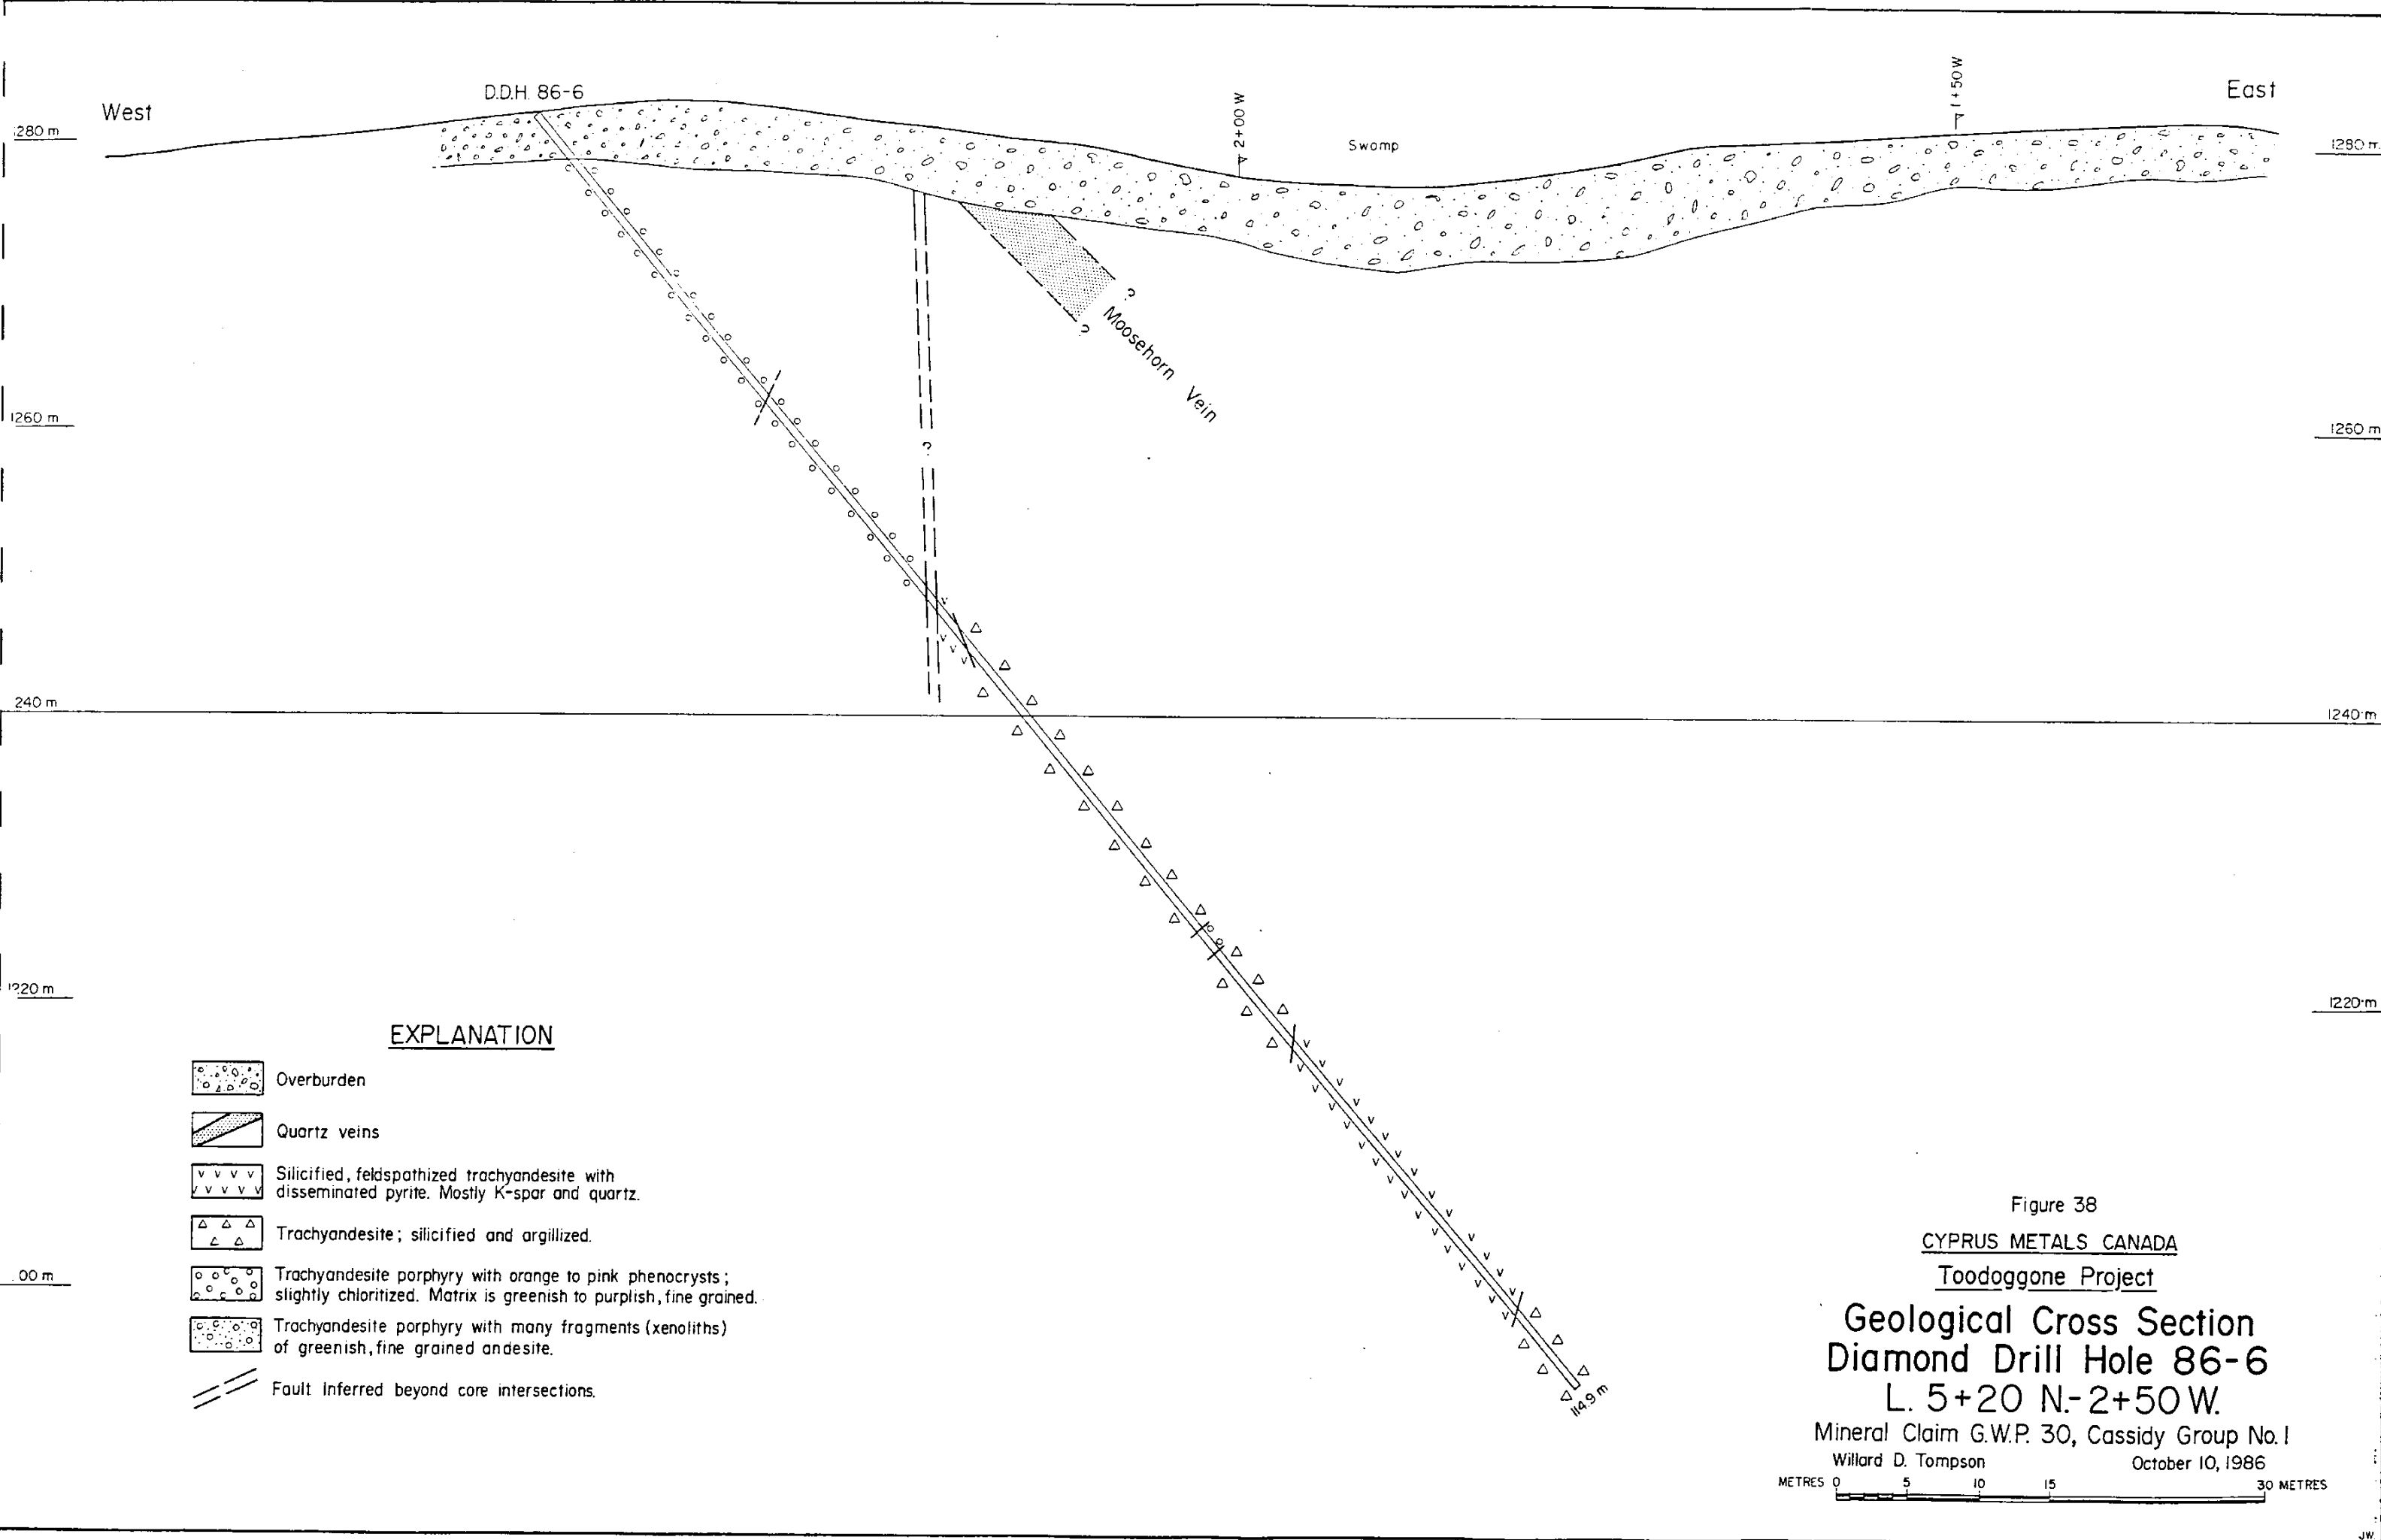 West
D.D.H. 86-6
2+00 W
Swamp
1+50W
East
280 m
1280 m
?
?
Moosehorn Vein
1260 m
1260 m
?
240 m
1240 m
1220 m
1220 m
00 m
114.9 m
EXPLANATION
Overburden
Quartz veins
Silicified, feldspathized trachyandesite with
disseminated pyrite. Mostly K-spar and quartz.
Trachyandesite; silicified and argillized.
Trachyandesite porphyry with orange to pink phenocrysts;
slightly chloritized. Matrix is greenish to purplish, fine grained.
Trachyandesite porphyry with many fragments (xenoliths)
of greenish, fine grained andesite.
Fault Inferred beyond core intersections.
Figure 38
CYPRUS METALS CANADA
Toodoggone Project
Geological Cross Section
Diamond Drill Hole 86-6
L. 5+20 N.-2+50 W.
Mineral Claim G.W.P. 30, Cassidy Group No. 1
Willard D. Tompson October 10, 1986
METRES 0 5 10 15 30 METRES
JW.